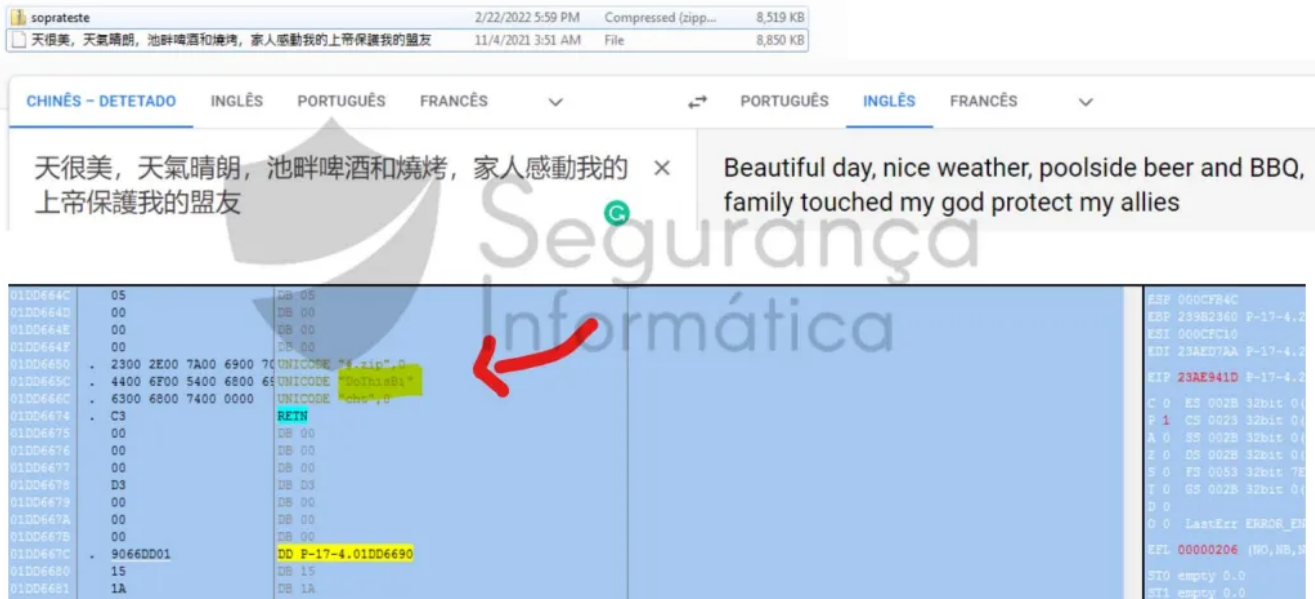 soprateste 2/22/2022 5:59 PM Compressed (zipp... 8,519 KB
天很美，天氣晴朗，池畔啤酒和燒烤，家人感動我的上帝保護我的盟友 11/4/2021 3:51 AM File 8,850 KB
CHINÊS – DETETADO INGLÊS PORTUGUÊS FRANCÊS PORTUGUÊS INGLÊS FRANCÊS
天很美，天氣晴朗，池畔啤酒和燒烤，家人感動我的 Beautiful day, nice weather, poolside beer and BBQ,
上帝保護我的盟友 family touched my god protect my allies
Segurança
Informática
01DD664C 05 DB 05 ESP 000CFB4C
01DD664D 00 DB 00 EBP 239B2360 P-17-4.2
01DD664E 00 DB 00 ESI 000CFC10
01DD664F 00 DB 00 EDI 23AED7AA P-17-4.2
01DD6650 . 2300 2E00 7A00 6900 70 UNICODE "#.zip",0
01DD665C . 4400 6F00 5400 6800 69 UNICODE "DoThisBi" EIP 23AE941D P-17-4.2
01DD666C . 6300 6800 7400 0000 UNICODE "cht",0 C 0 ES 002B 32bit 0(
01DD6674 . C3 RETN P 1 CS 0023 32bit 0(
01DD6675 00 DB 00 A 0 SS 002B 32bit 0(
01DD6676 00 DB 00 Z 0 DS 002B 32bit 0(
01DD6677 00 DB 00 S 0 FS 0053 32bit 7E
01DD6678 D3 DB D3 T 0 GS 002B 32bit 0(
01DD6679 00 DB 00 D 0
01DD667A 00 DB 00 O 0 LastErr ERROR_EN
01DD667B 00 DB 00
01DD667C . 9066DD01 DD P-17-4.01DD6690 EFL 00000206 (NO,NB,N
01DD6680 15 DB 15 ST0 empty 0.0
01DD6681 1A DB 1A ST1 empty 0.0